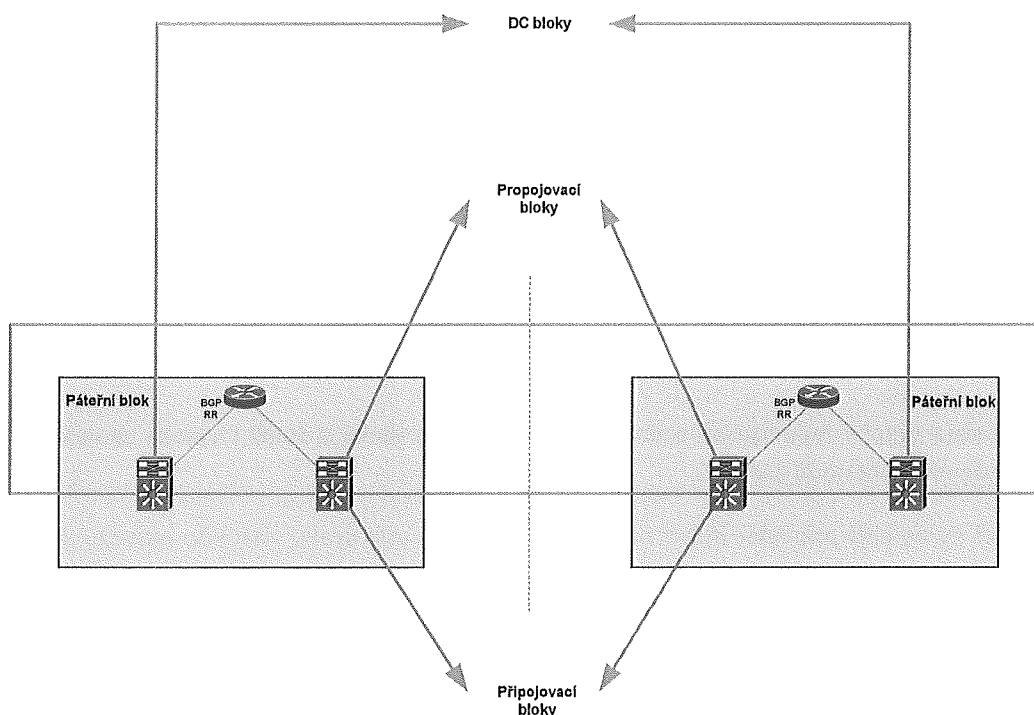 DC bloky
Propojovací
bloky
Páteřní blok
BGP
RR
BGP
RR
Páteřní blok
Připojovací
bloky